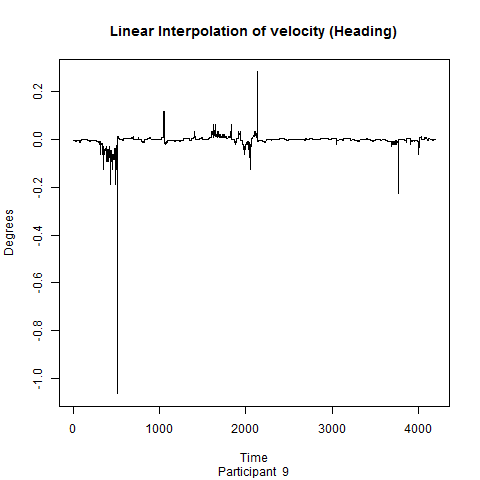 Linear Interpolation of velocity (Heading)
Degrees
0.2
0.0
-0.2
-0.4
-0.6
-0.8
-1.0
0 1000 2000 3000 4000
Time
Participant 9